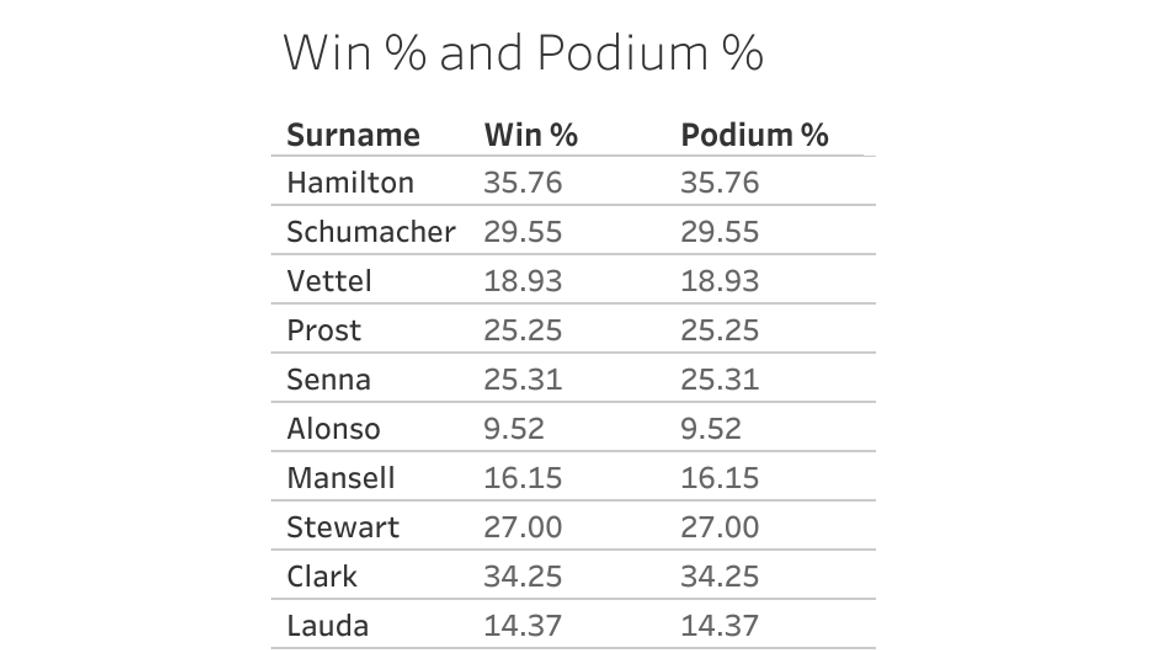 Win % and Podium %
Surname Win % Podium %
Hamilton 35.76 35.76
Schumacher 29.55 29.55
Vettel 18.93 18.93
Prost 25.25 25.25
Senna 25.31 25.31
Alonso 9.52 9.52
Mansell 16.15 16.15
Stewart 27.00 27.00
Clark 34.25 34.25
Lauda 14.37 14.37